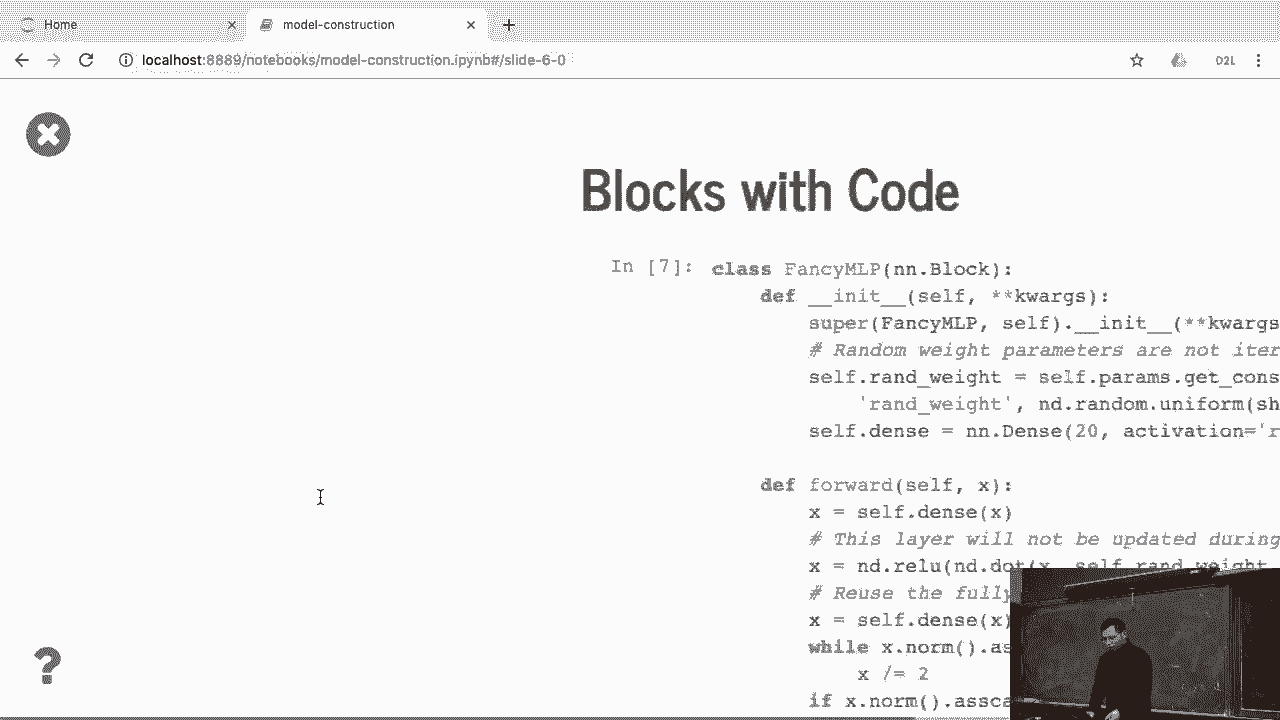 Home
model-construction
localhost:8889/notebooks/model-construction.ipynb#/slide-6-0
D2L
Blocks with Code
In [7]: class FancyMLP(nn.Block):
def __init__(self, **kwargs):
super(FancyMLP, self).__init__(**kwargs
# Random weight parameters are not iter
self.rand_weight = self.params.get_cons
'rand_weight', nd.random.uniform(sh
self.dense = nn.Dense(20, activation='r
def forward(self, x):
x = self.dense(x)
# This layer will not be updated during
x = nd.relu(nd.dot(x, self.rand_weight
# Reuse the fully
x = self.dense(x)
while x.norm().as
x /= 2
if x.norm().assca
?